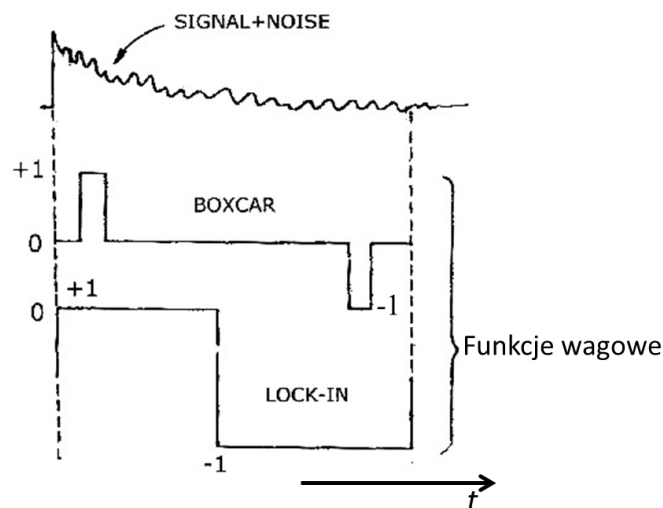 SIGNAL+NOISE
+1
BOXCAR
0
+1
-1
0
Funkcje wagowe
LOCK-IN
-1
t